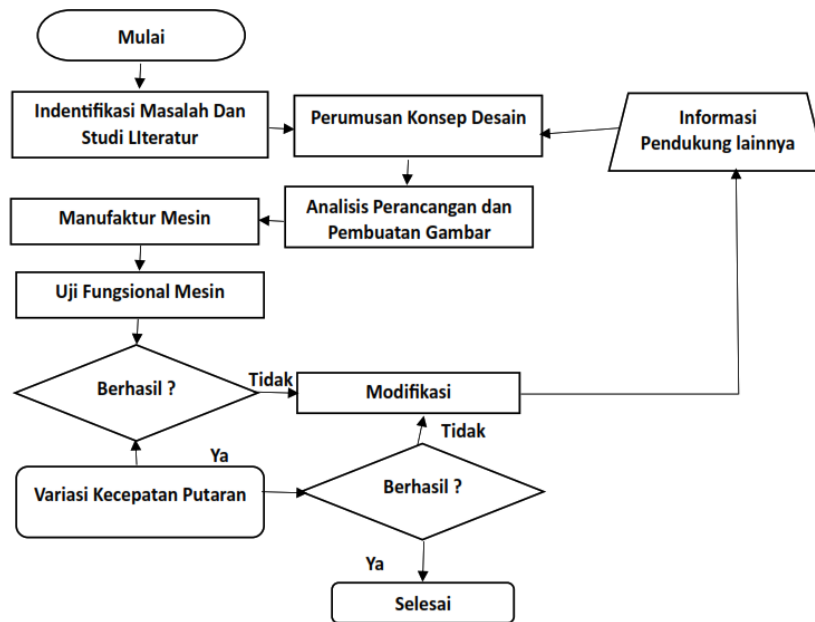 Mulai
Indentifikasi Masalah Dan
Studi LIteratur
Perumusan Konsep Desain
Informasi
Pendukung lainnya
Analisis Perancangan dan
Pembuatan Gambar
Manufaktur Mesin
Uji Fungsional Mesin
Berhasil ?
Tidak
Modifikasi
Tidak
Ya
Variasi Kecepatan Putaran
Berhasil ?
Ya
Selesai